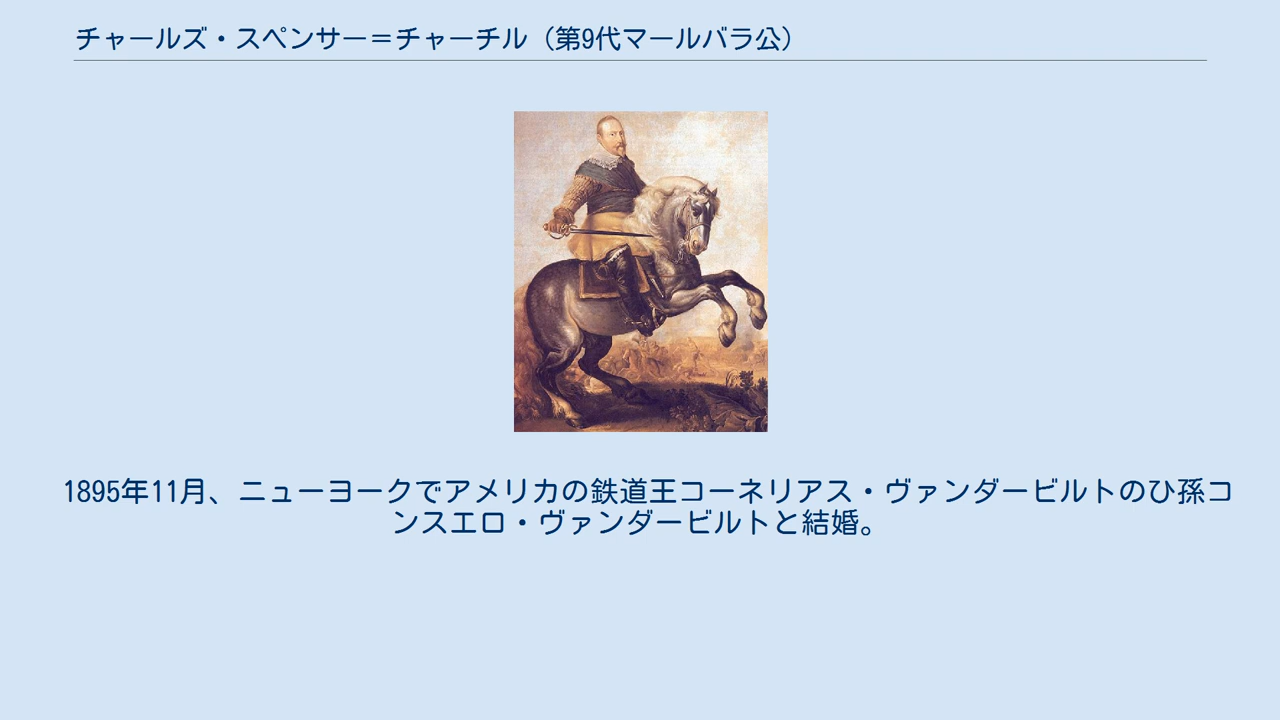 チャールズ・スペンサー＝チャーチル（第9代マールバラ公）
1895年11月、ニューヨークでアメリカの鉄道王コーネリアス・ヴァンダービルトのひ孫コ
ンスエロ・ヴァンダービルトと結婚。